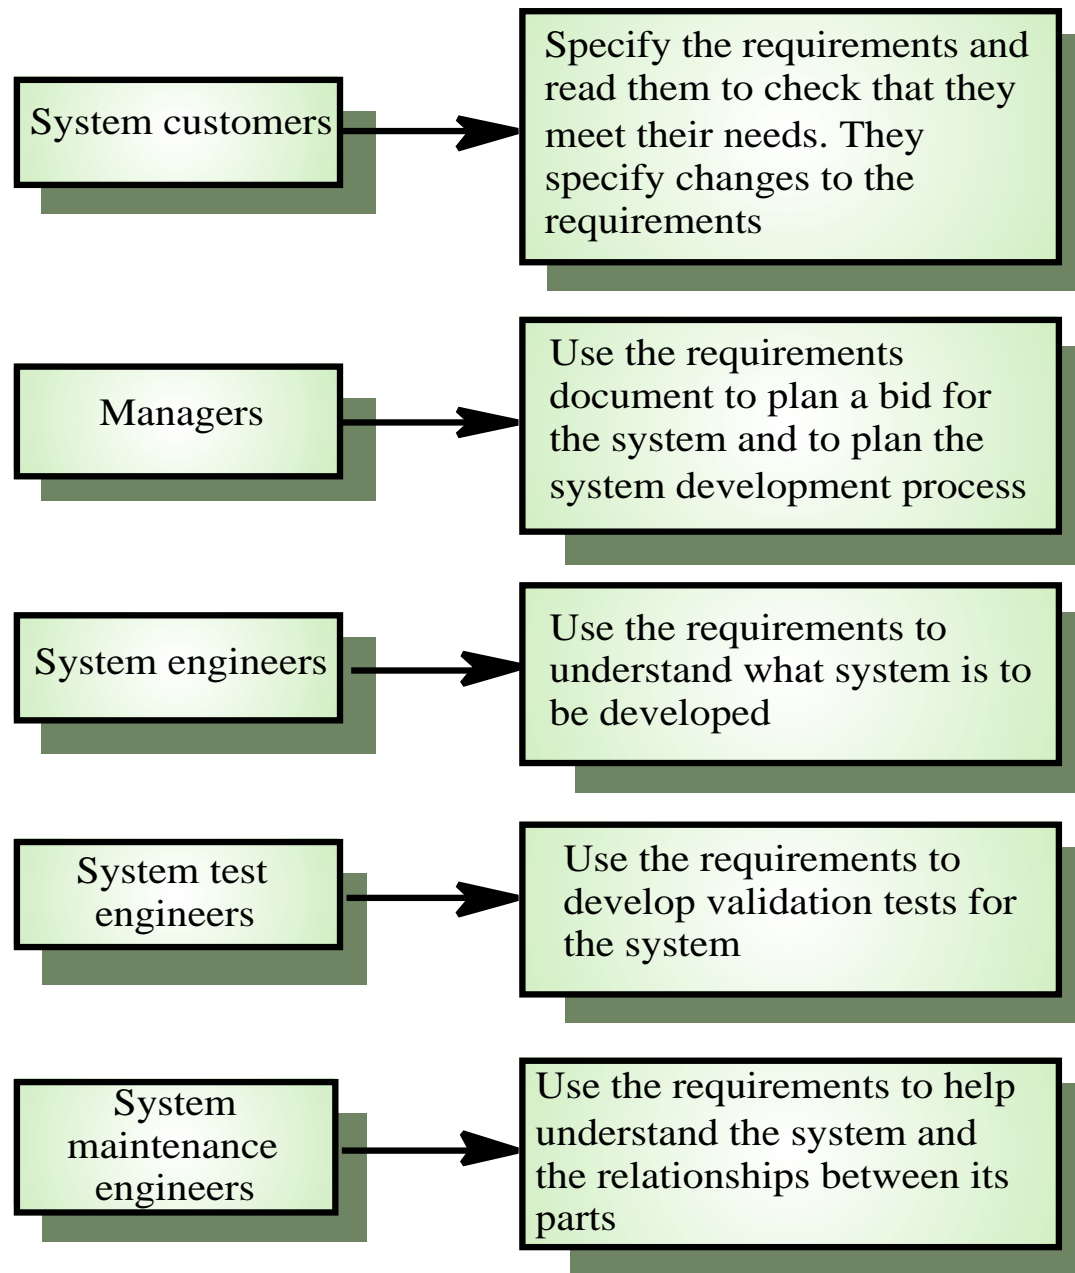 System customers
Specify the requirements and
read them to check that they
meet their needs. They
specify changes to the
requirements
Managers
Use the requirements
document to plan a bid for
the system and to plan the
system development process
System engineers
Use the requirements to
understand what system is to
be developed
System test
engineers
Use the requirements to
develop validation tests for
the system
System
maintenance
engineers
Use the requirements to help
understand the system and
the relationships between its
parts